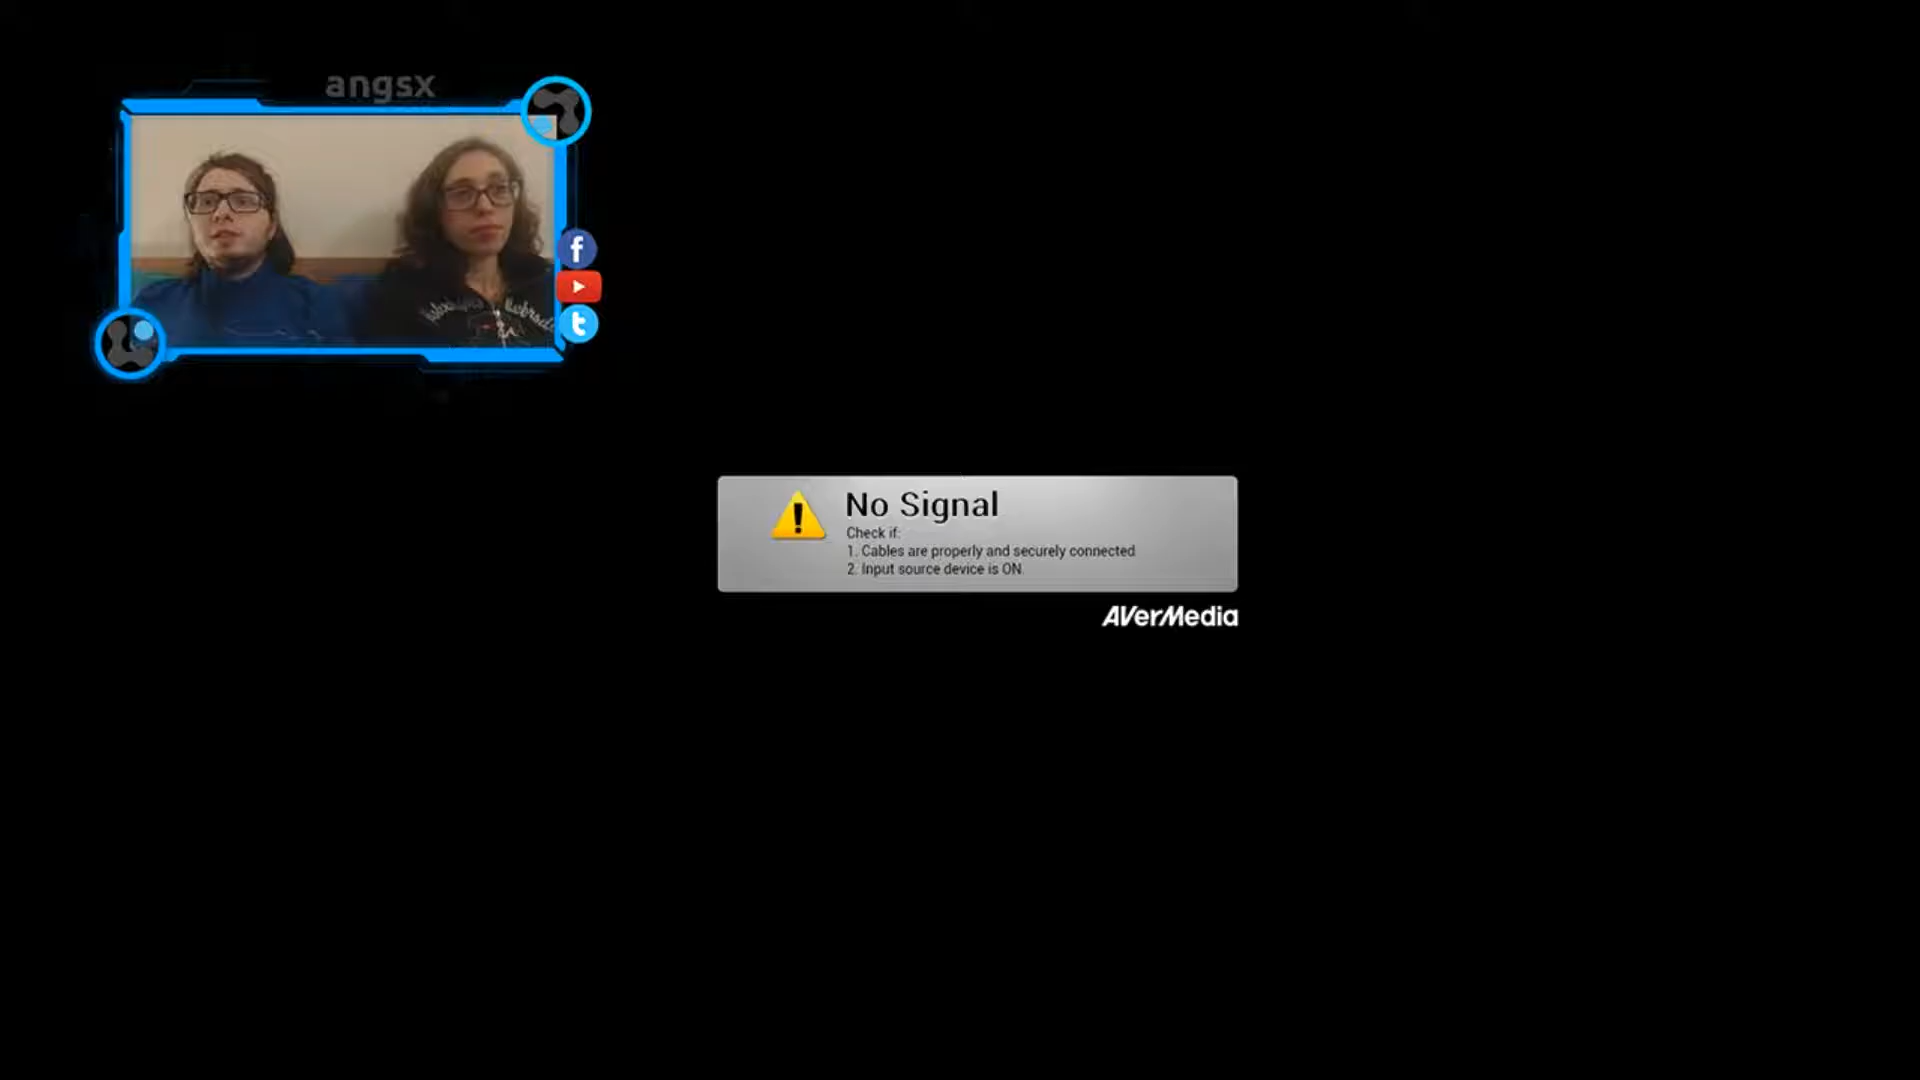 angsx
No Signal
Check if:
1. Cables are properly and securely connected
2. Input source device is ON.
AVerMedia